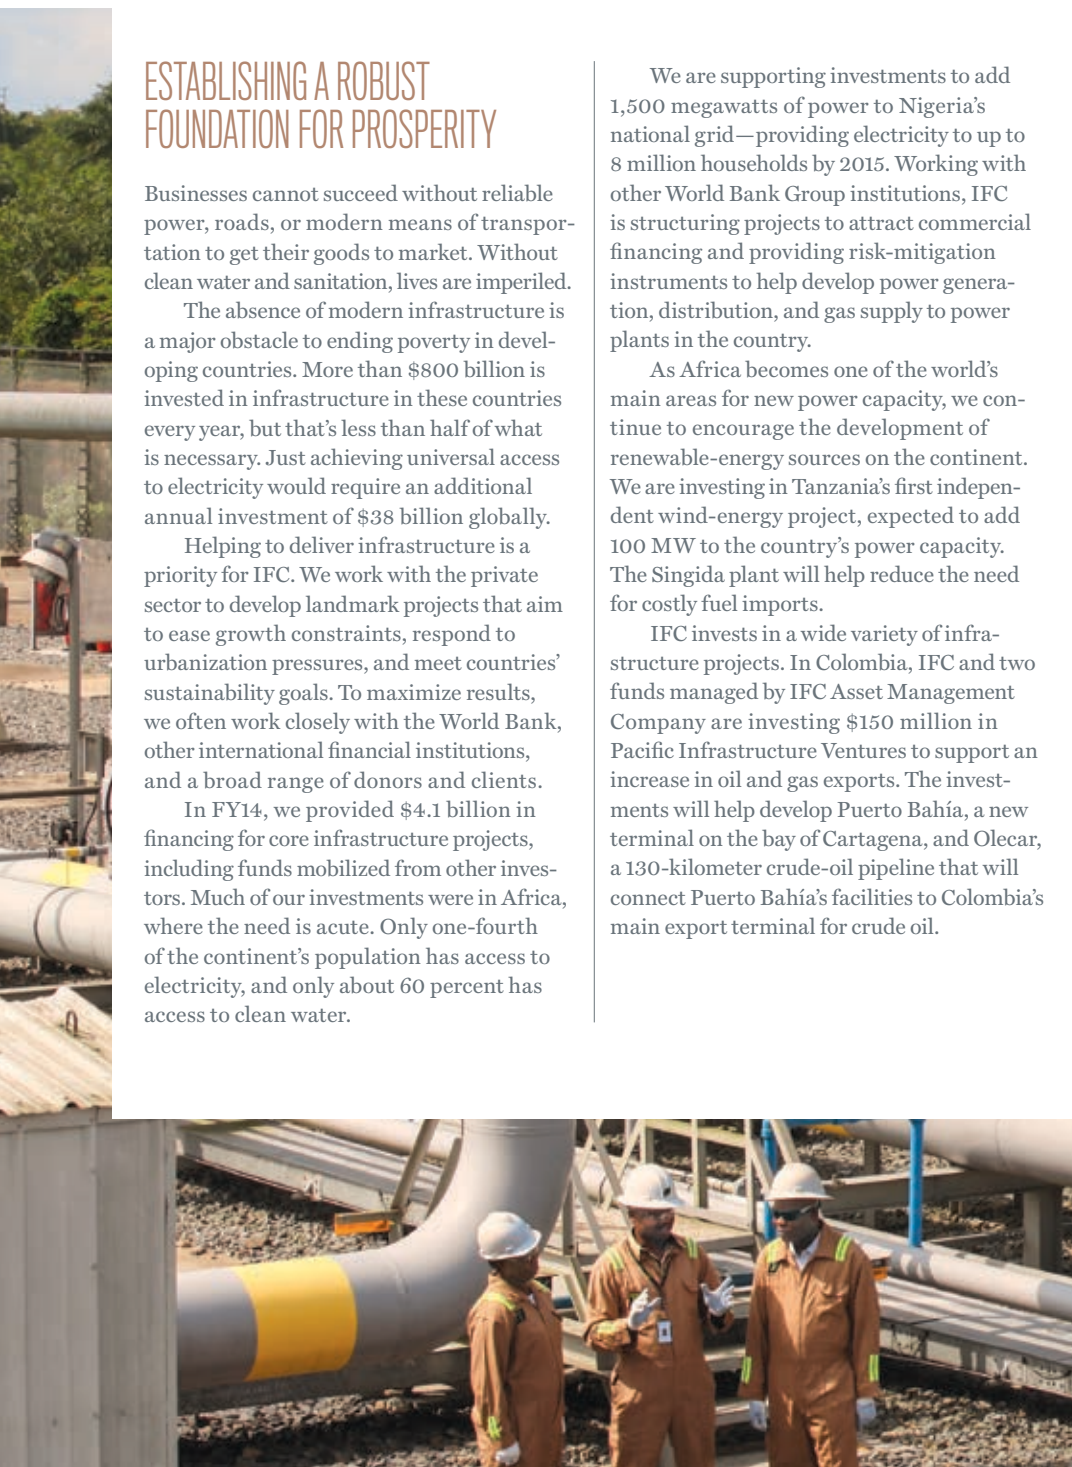 ESTABLISHING A ROBUST
FOUNDATION FOR PROSPERITY
Businesses cannot succeed without reliable
power, roads, or modern means of transpor-
tation to get their goods to market. Without
clean water and sanitation, lives are imperiled.
The absence of modern infrastructure is
a major obstacle to ending poverty in devel-
oping countries. More than $800 billion is
invested in infrastructure in these countries
every year, but that’s less than half of what
is necessary. Just achieving universal access
to electricity would require an additional
annual investment of $38 billion globally.
Helping to deliver infrastructure is a
priority for IFC. We work with the private
sector to develop landmark projects that aim
to ease growth constraints, respond to
urbanization pressures, and meet countries’
sustainability goals. To maximize results,
we often work closely with the World Bank,
other international financial institutions,
and a broad range of donors and clients.
In FY14, we provided $4.1 billion in
financing for core infrastructure projects,
including funds mobilized from other inves-
tors. Much of our investments were in Africa,
where the need is acute. Only one-fourth
of the continent’s population has access to
electricity, and only about 60 percent has
access to clean water.
We are supporting investments to add
1,500 megawatts of power to Nigeria’s
national grid—providing electricity to up to
8 million households by 2015. Working with
other World Bank Group institutions, IFC
is structuring projects to attract commercial
financing and providing risk-mitigation
instruments to help develop power genera-
tion, distribution, and gas supply to power
plants in the country.
As Africa becomes one of the world’s
main areas for new power capacity, we con-
tinue to encourage the development of
renewable-energy sources on the continent.
We are investing in Tanzania’s first indepen-
dent wind-energy project, expected to add
100 MW to the country’s power capacity.
The Singida plant will help reduce the need
for costly fuel imports.
IFC invests in a wide variety of infra-
structure projects. In Colombia, IFC and two
funds managed by IFC Asset Management
Company are investing $150 million in
Pacific Infrastructure Ventures to support an
increase in oil and gas exports. The invest-
ments will help develop Puerto Bahía, a new
terminal on the bay of Cartagena, and Olecar,
a 130-kilometer crude-oil pipeline that will
connect Puerto Bahía’s facilities to Colombia’s
main export terminal for crude oil.